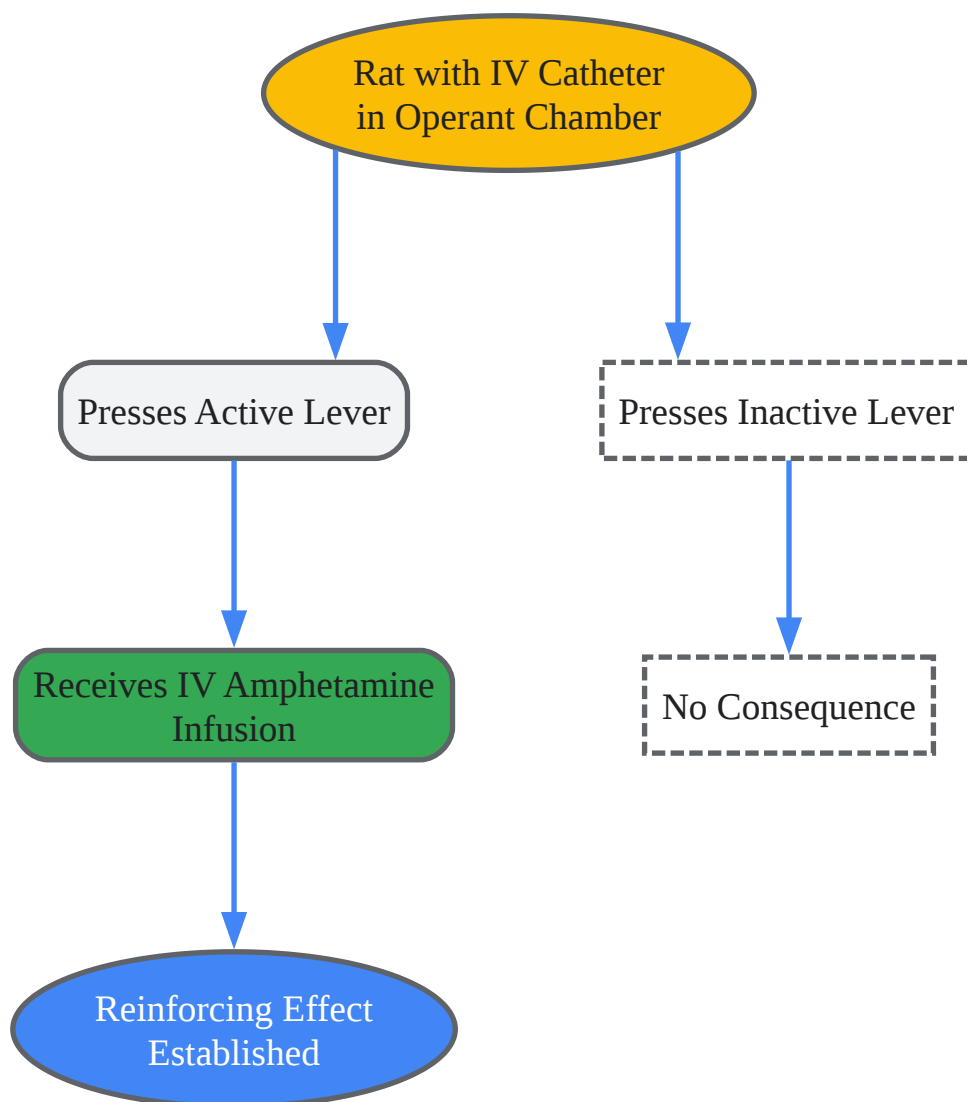 Rat with IV Catheter
in Operant Chamber
Presses Active Lever
Presses Inactive Lever
Receives IV Amphetamine
Infusion
No Consequence
Reinforcing Effect
Established